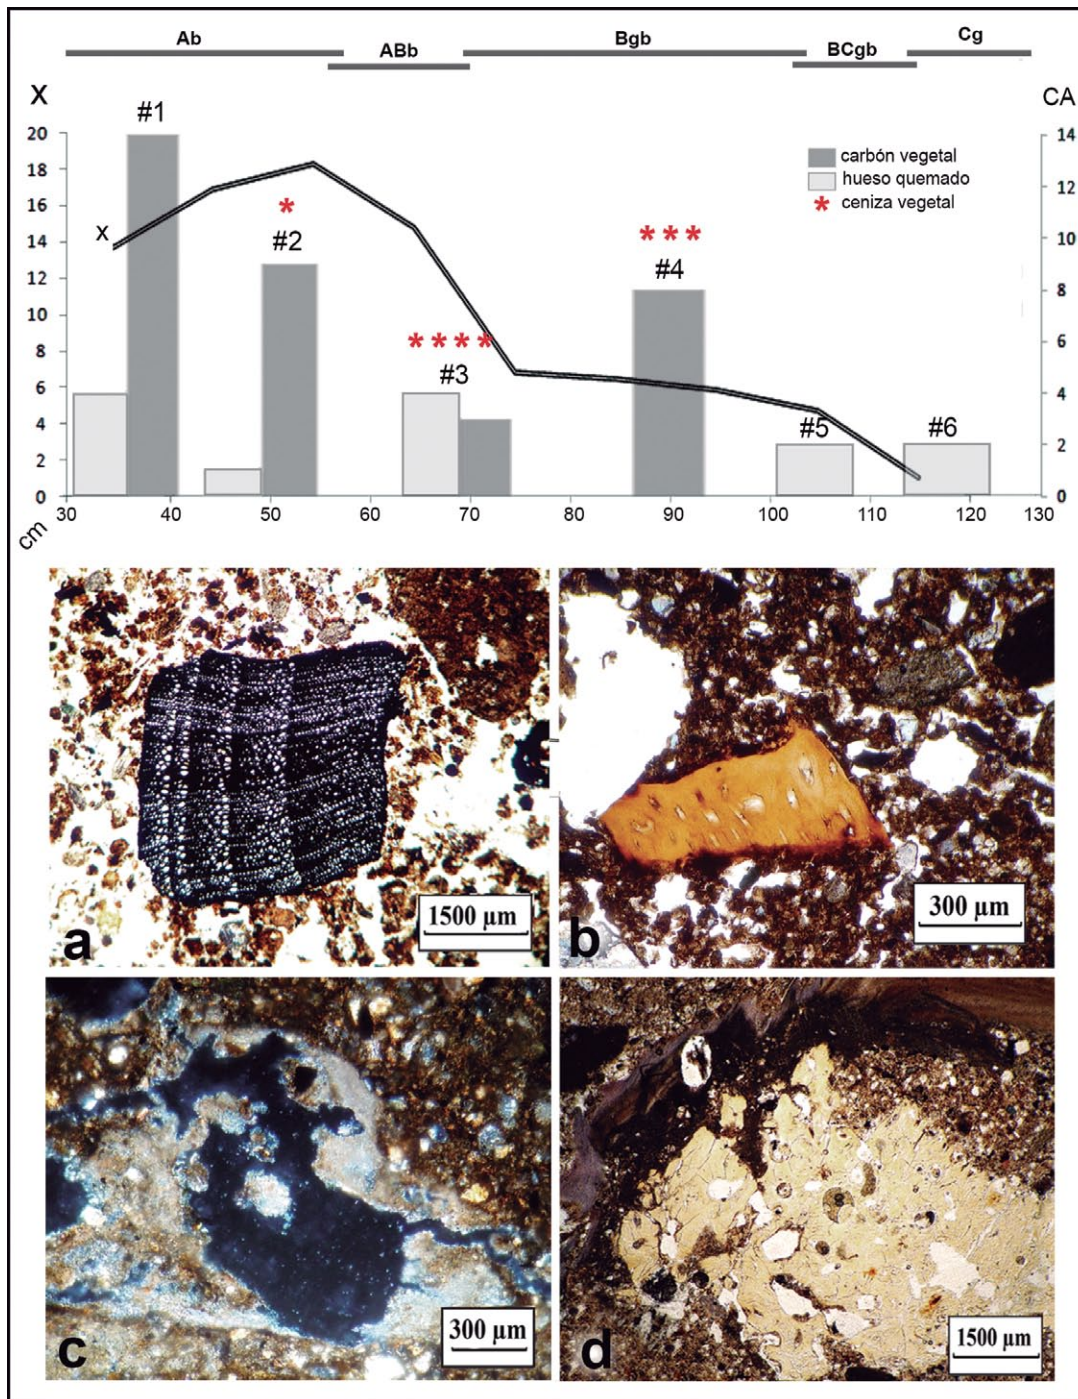 Ab
ABb
Bgb
BCgb
Cg
X
CA
20
18
16
14
12
10
8
6
4
2
0
14
12
10
8
6
4
2
0
x
#1
#2
#3
#4
#5
#6
*
* * * *
* * *
carbón vegetal
hueso quemado
* ceniza vegetal
30 40 50 60 70 80 90 100 110 120 130
cm
1500 µm
a
300 µm
b
300 µm
c
1500 µm
d